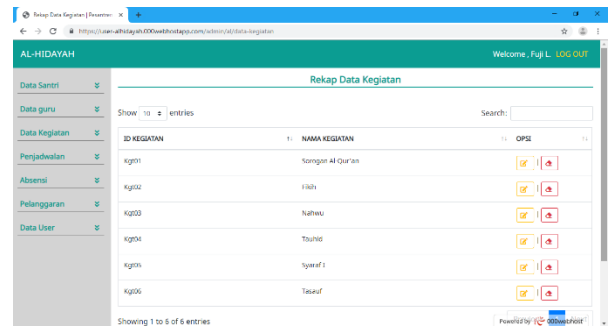 Rekap Data Kegiatan | Pesantren
https://user-alhidayah.000webhostapp.com/admin/al/data-kegiatan
AL-HIDAYAH
Welcome , Fuji L. LOG OUT
Data Santri
Data guru
Data Kegiatan
Penjadwalan
Absensi
Pelanggaran
Data User
Rekap Data Kegiatan
Show 10 entries
Search:
ID KEGIATAN NAMA KEGIATAN OPSI
Kgt01 Sorogan Al Qur'an |
Kgt02 Fikih |
Kgt03 Nahwu |
Kgt04 Tauhid |
Kgt05 Syaraf I |
Kgt06 Tasauf |
Showing 1 to 6 of 6 entries
Powered by 000webhost